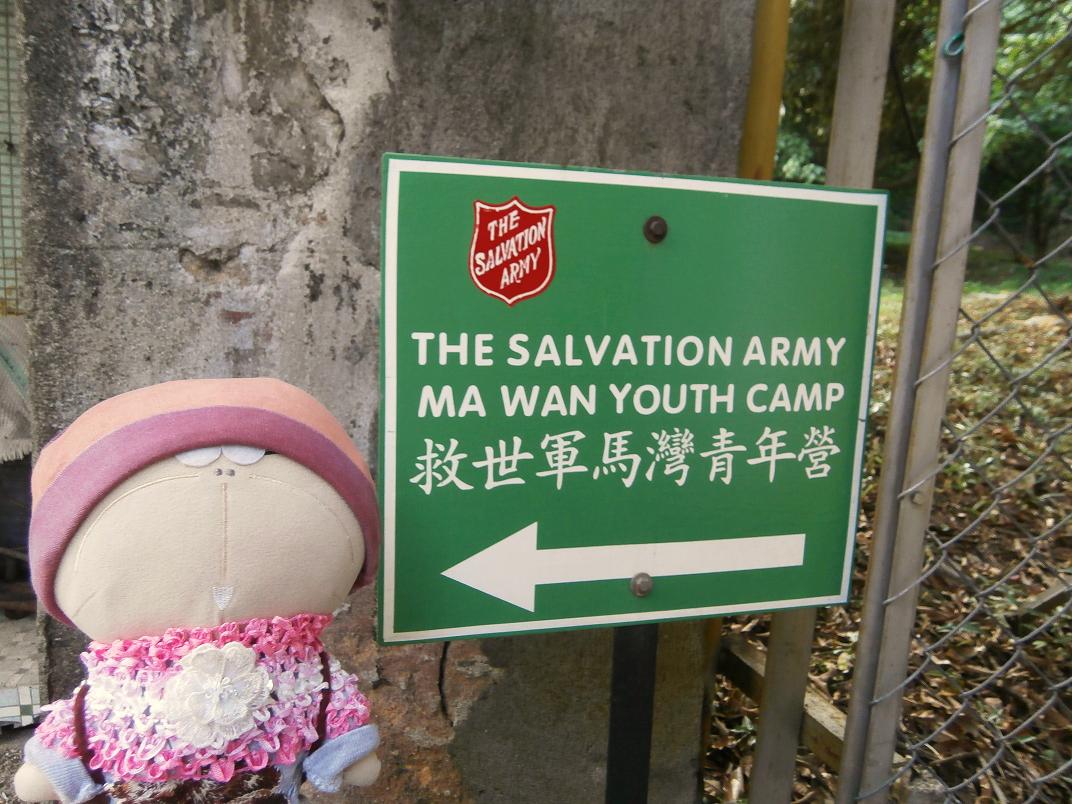 THE
SALVATION
ARMY
THE SALVATION ARMY
MA WAN YOUTH CAMP
救世軍馬灣青年營